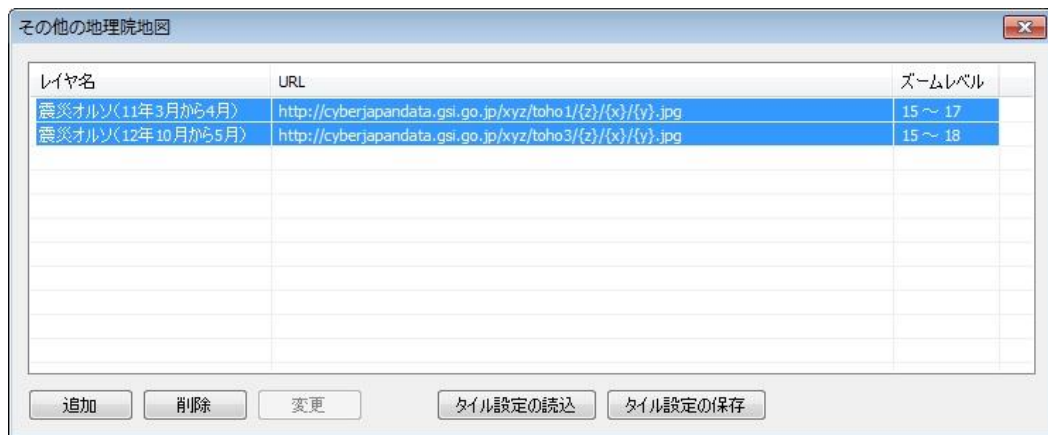 その他の地理院地図
レイヤ名 URL ズームレベル
震災オルソ(11年3月から4月) http://cyberjapandata.gsi.go.jp/xyz/toho1/{z}/{x}/{y}.jpg 15 ～ 17
震災オルソ(12年10月から5月) http://cyberjapandata.gsi.go.jp/xyz/toho3/{z}/{x}/{y}.jpg 15 ～ 18
追加 削除 変更 タイル設定の読込 タイル設定の保存